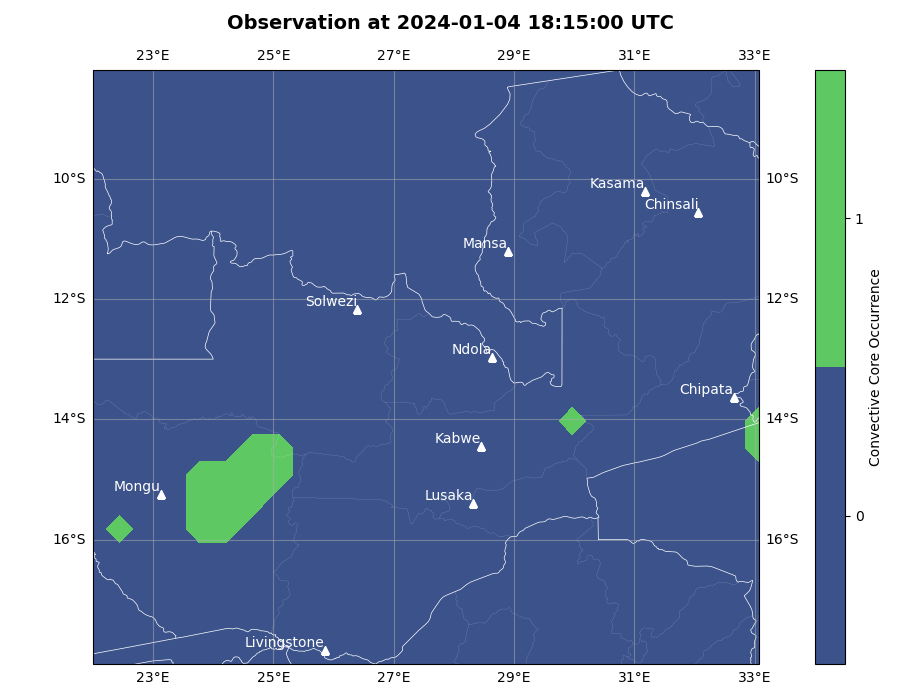 Observation at 2024-01-04 18:15:00 UTC
23°E 25°E 27°E 29°E 31°E 33°E
10°S 10°S
Kasama
Chinsali
Mansa
12°S 12°S
Solwezi
Ndola
Chipata
14°S 14°S
Kabwe
Mongu
Lusaka
16°S 16°S
Livingstone
23°E 25°E 27°E 29°E 31°E 33°E
1
0
Convective Core Occurrence